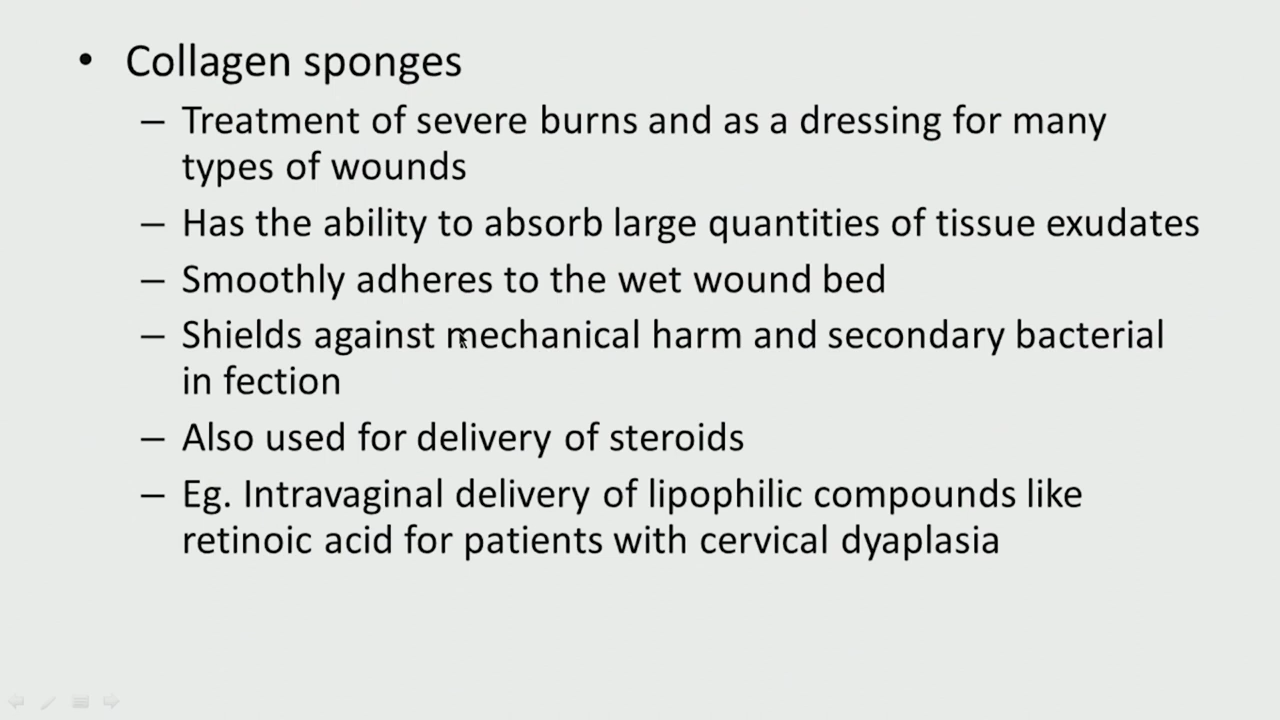 • Collagen sponges
– Treatment of severe burns and as a dressing for many
types of wounds
– Has the ability to absorb large quantities of tissue exudates
– Smoothly adheres to the wet wound bed
– Shields against mechanical harm and secondary bacterial
in fection
– Also used for delivery of steroids
– Eg. Intravaginal delivery of lipophilic compounds like
retinoic acid for patients with cervical dyaplasia